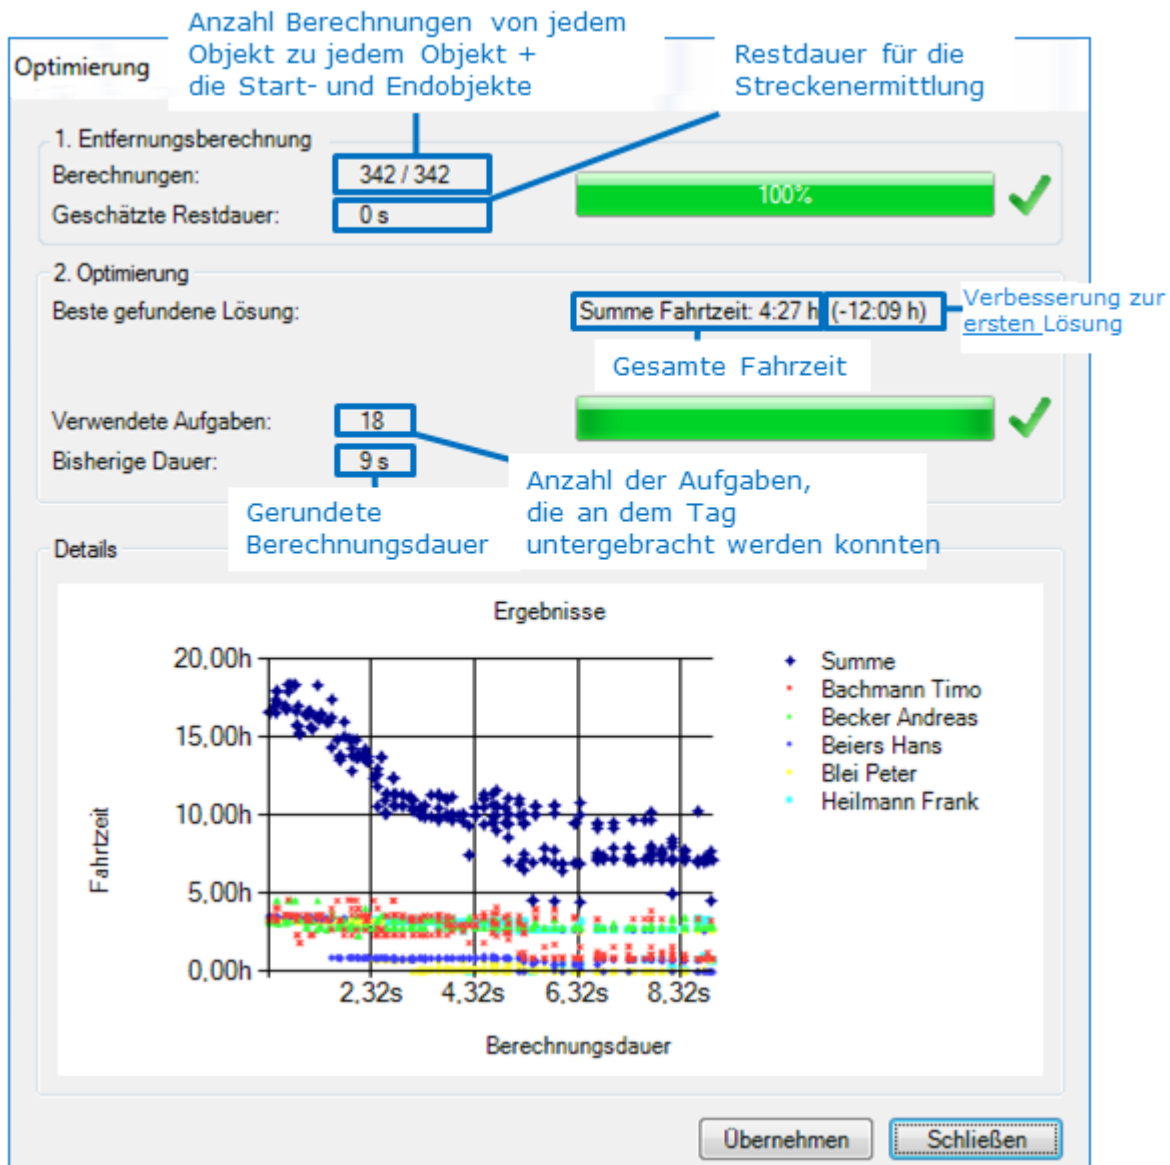 Anzahl Berechnungen von jedem
Objekt zu jedem Objekt +
die Start- und Endobjekte
Restdauer für die
Streckenermittlung
Optimierung
1. Entfernungsberechnung
Berechnungen:
342 / 342
100%
Geschätzte Restdauer:
0 s
2. Optimierung
Beste gefundene Lösung:
Summe Fahrtzeit: 4:27 h
(-12:09 h)
Verbesserung zur
ersten Lösung
Gesamte Fahrzeit
Verwendete Aufgaben:
18
Bisherige Dauer:
9 s
Gerundete
Berechnungsdauer
Anzahl der Aufgaben,
die an dem Tag
untergebracht werden konnten
Details
Ergebnisse
20,00h
15,00h
10,00h
5,00h
0,00h
Fahrtzeit
2,32s
4,32s
6,32s
8,32s
Berechnungsdauer
Summe
Bachmann Timo
Becker Andreas
Beiers Hans
Blei Peter
Heilmann Frank
Übernehmen
Schließen